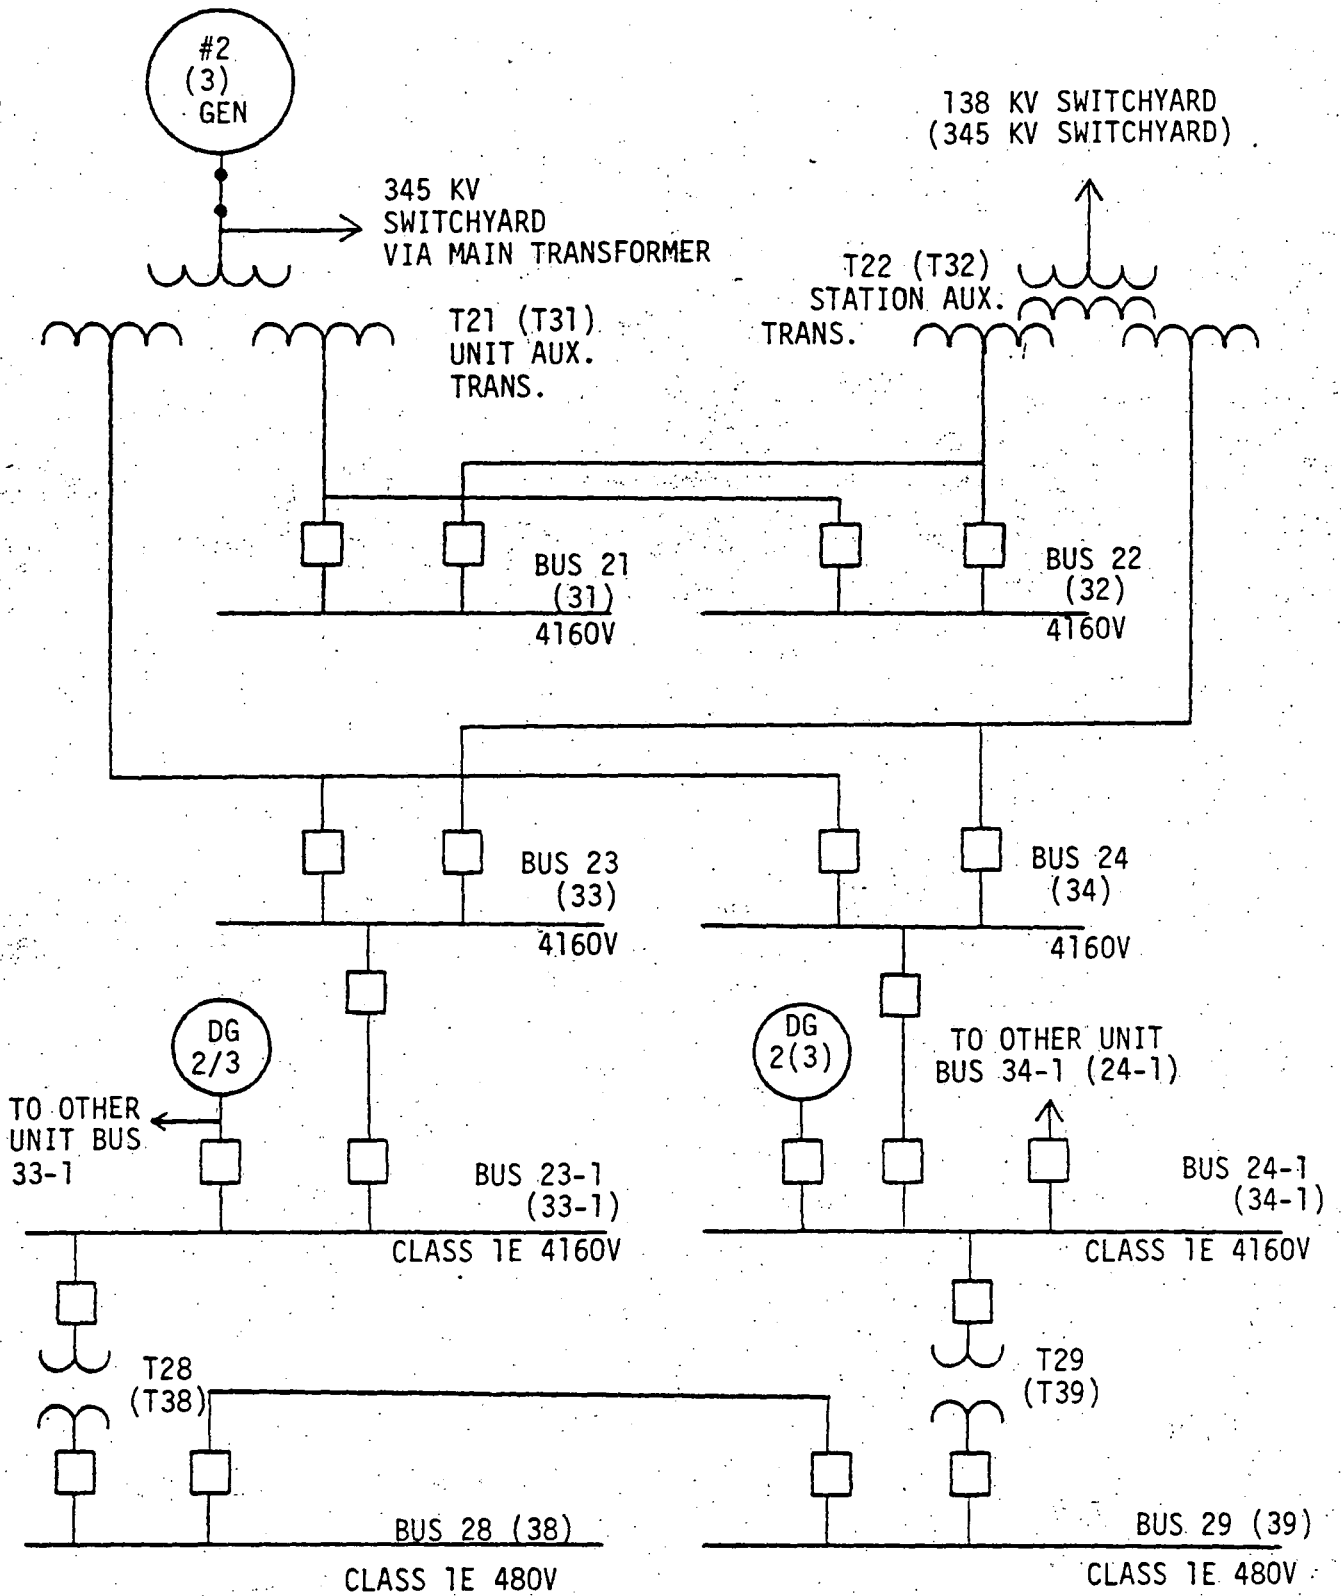 #2
(3)
GEN
138 KV SWITCHYARD
(345 KV SWITCHYARD)
345 KV
SWITCHYARD
VIA MAIN TRANSFORMER
T22 (T32)
STATION AUX.
TRANS.
T21 (T31)
UNIT AUX.
TRANS.
BUS 21
(31)
4160V
BUS 22
(32)
4160V
BUS 23
(33)
4160V
BUS 24
(34)
4160V
DG
2/3
DG
2(3)
TO OTHER UNIT
BUS 34-1 (24-1)
TO OTHER
UNIT BUS
33-1
BUS 23-1
(33-1)
CLASS 1E 4160V
BUS 24-1
(34-1)
CLASS 1E 4160V
T28
(T38)
T29
(T39)
BUS 28 (38)
CLASS 1E 480V
BUS 29 (39)
CLASS 1E 480V